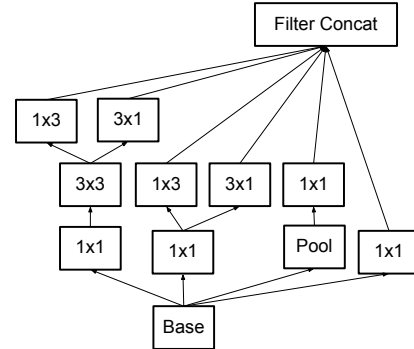 Filter Concat
1x3 3x1
3x3 1x3 3x1 1x1
1x1 1x1 Pool 1x1
Base